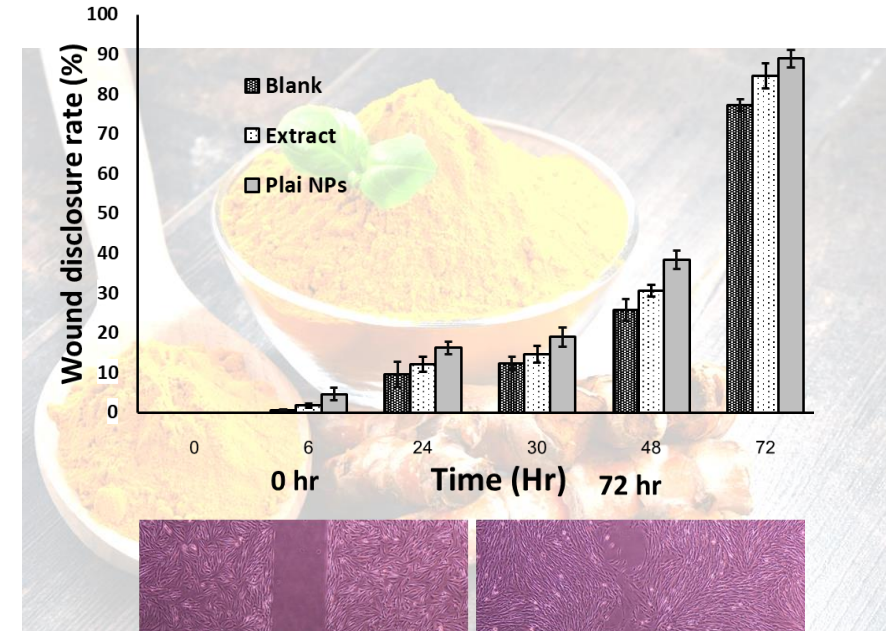 Wound disclosure rate (%)
100
90
80
70
60
50
40
30
20
10
0
Blank
Extract
Plai NPs
0 6 24 30 48 72
Time (Hr)
0 hr 72 hr